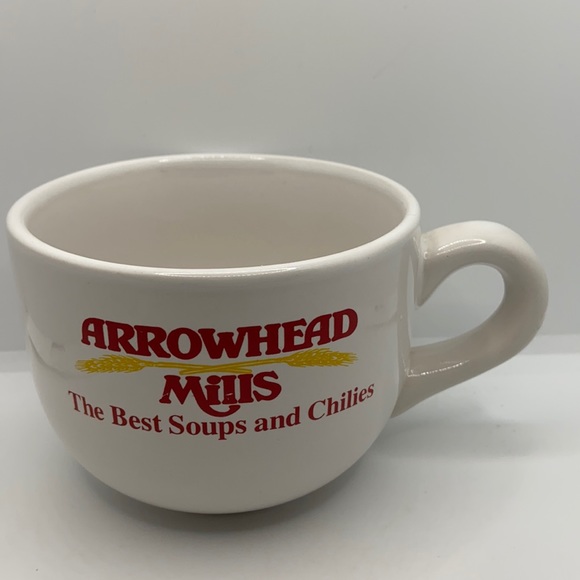 ARROWHEAD
Mills
The Best Soups and Chilies